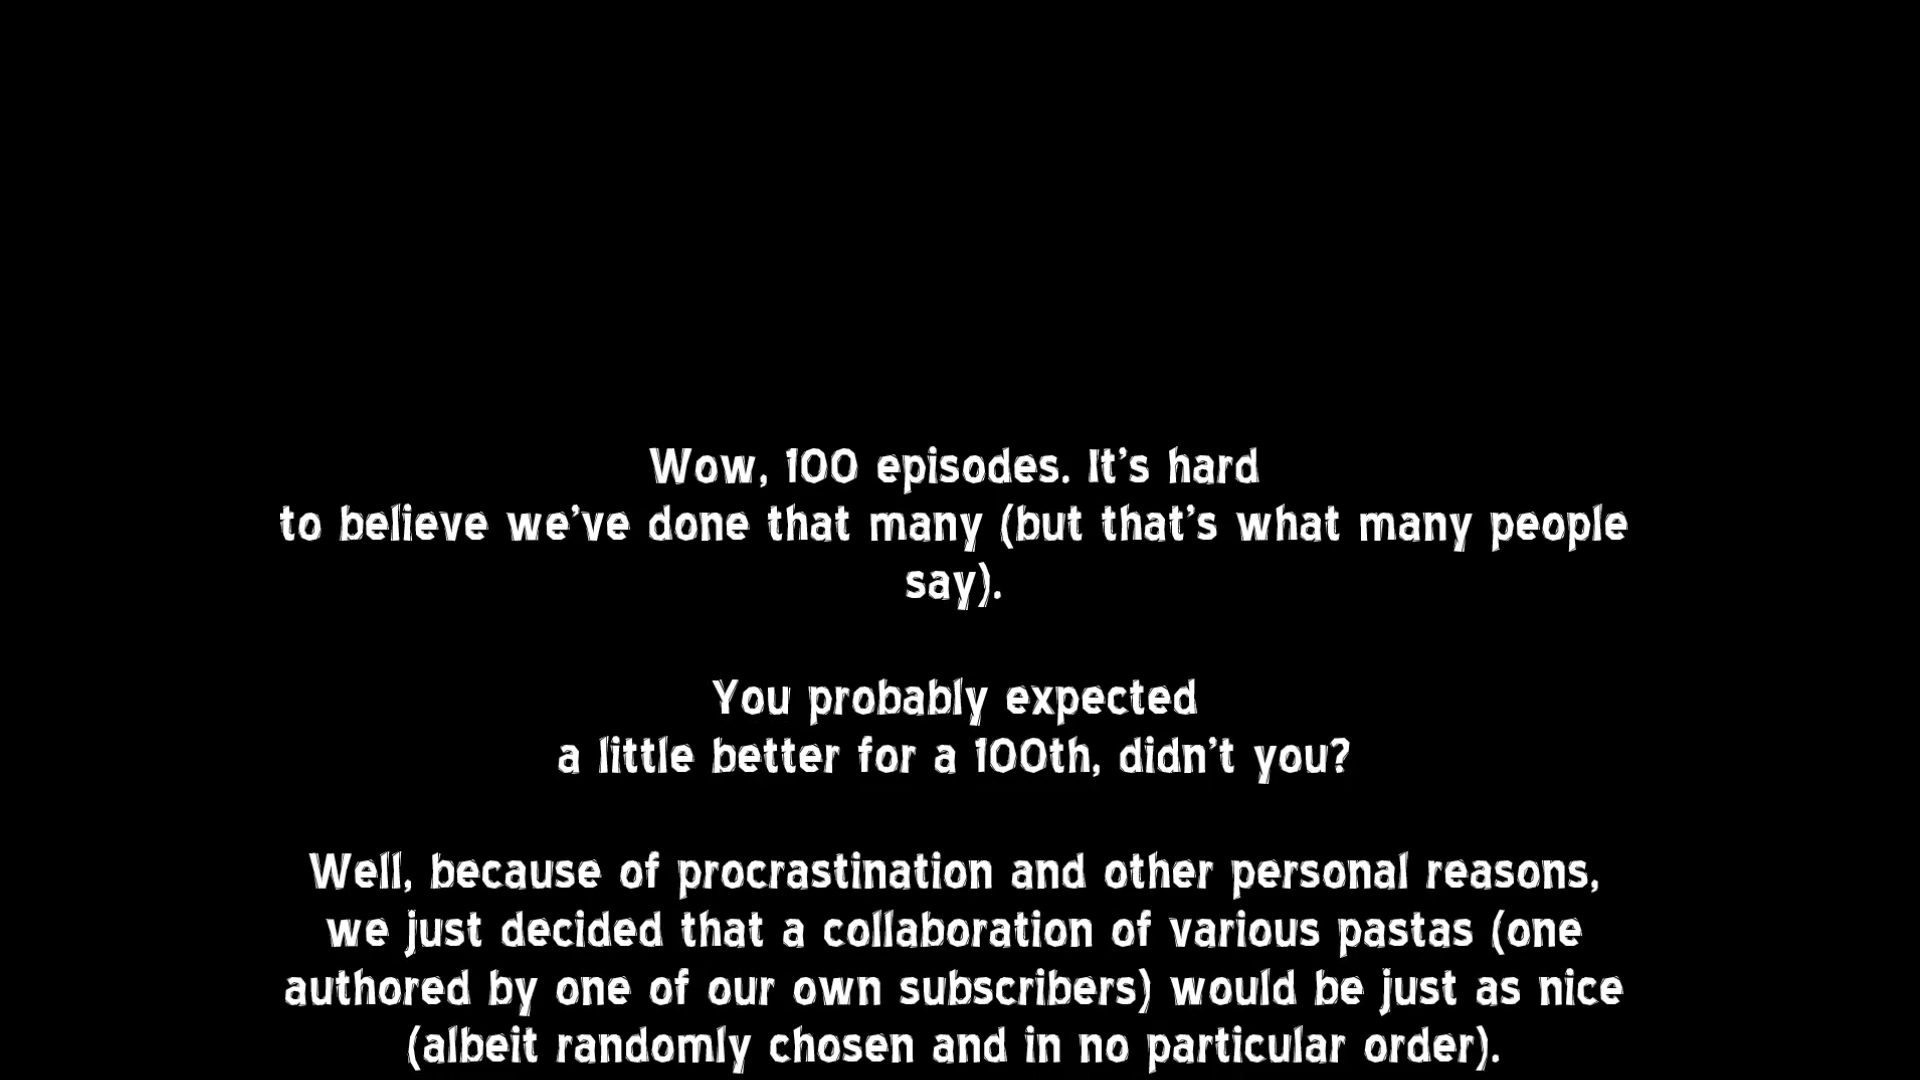 Wow, 100 episodes. It's hard
to believe we've done that many (but that's what many people
say).
You probably expected
a little better for a 100th, didn't you?
Well, because of procrastination and other personal reasons,
we just decided that a collaboration of various pastas (one
authored by one of our own subscribers) would be just as nice
(albeit randomly chosen and in no particular order).